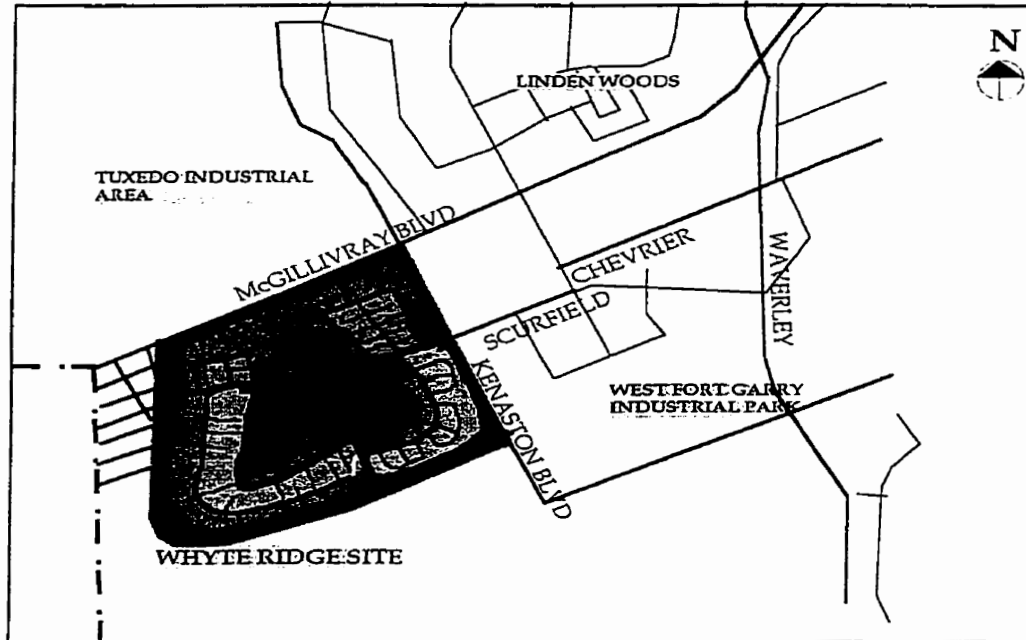 N
LINDEN WOODS
TUXEDO INDUSTRIAL
AREA
McGILLIVRAY BLVD
CHEVRIER
SCURFIELD
WAVERLEY
KENASTON BLVD
WEST FORT GARRY
INDUSTRIAL PARK
WHYTE RIDGE SITE